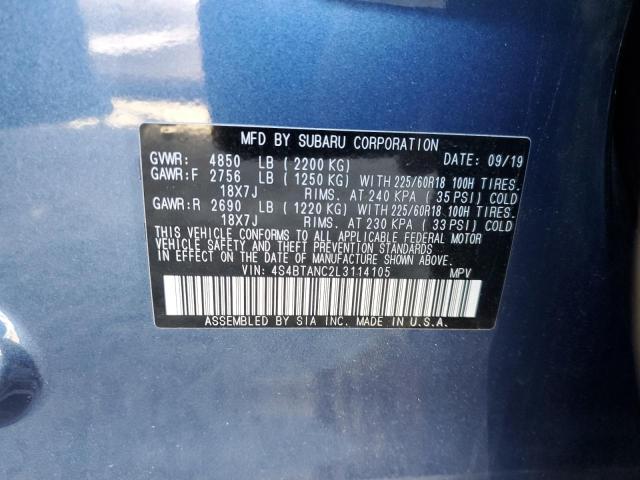 MFD BY SUBARU CORPORATION
GVWR: 4850 LB ( 2200 KG) DATE: 09/19
GAWR:F 2756 LB ( 1250 KG) WITH 225/60R18 100H TIRES.
18X7J RIMS. AT 240 KPA ( 35 PSI) COLD
GAWR:R 2690 LB ( 1220 KG) WITH 225/60R18 100H TIRES.
18X7J RIMS. AT 230 KPA ( 33 PSI) COLD
THIS VEHICLE CONFORMS TO ALL APPLICABLE FEDERAL MOTOR
VEHICLE SAFETY AND THEFT PREVENTION STANDARDS
IN EFFECT ON THE DATE OF MANUFACTURE SHOWN ABOVE.
VIN: 4S4BTANC2L3114105 MPV
ASSEMBLED BY SIA INC. MADE IN U.S.A.